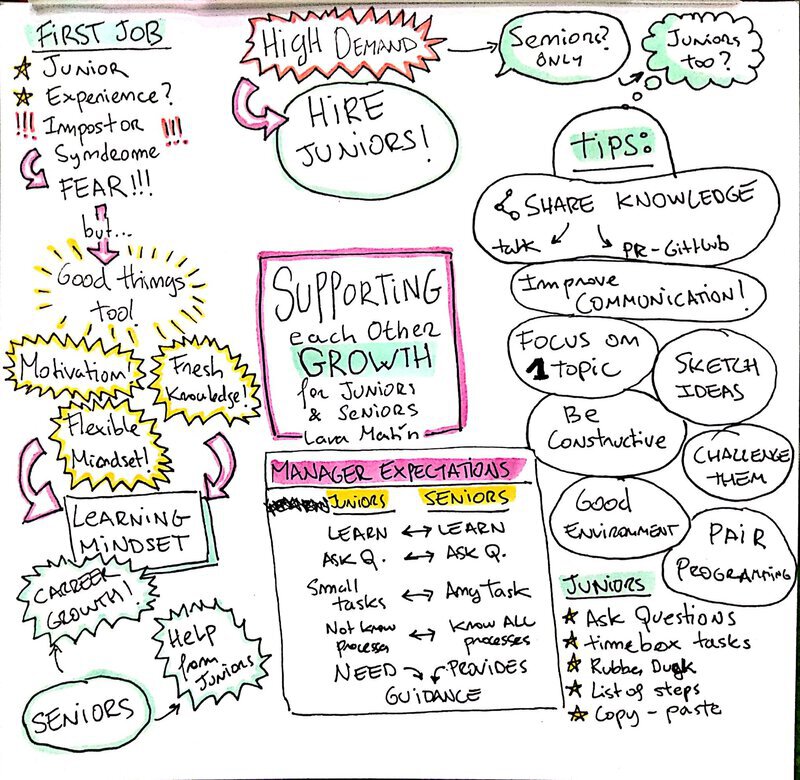 FIRST JOB
JUNIOR
Experience?
!!! Impostor !!!
Symdeome
FEAR!!!
but...
Good things
too!
Motivation!
Fresh
Knowledge!
Flexible
Mindset!
LEARNING
MINDSET
CAREER
GROWTH!
Help
from
JUNIORS
SENIORS
HIGH DEMAND
HIRE
JUNIORS!
SENIORS?
ONLY
JUNIORS
too?
SUPPORTING
each other
GROWTH
for JUNIORS
& SENIORS
Lara Martín
MANAGER EXPECTATIONS
JUNIORS SENIORS
LEARN ↔ LEARN
ASK Q. ↔ ASK Q.
Small
tasks ↔ Any Task
Not know
processes ↔ KNOW ALL
processes
NEED PROVIDES
GUIDANCE
TIPS:
SHARE KNOWLEDGE
talk PR-GitHub
Improve
COMMUNICATION!
FOCUS ON
1 topic
SKETCH
IDEAS
Be
Constructive
CHALLENGE
THEM
Good
ENVIRONMENT
PAIR
PROGRAMMING
JUNIORS
Ask Questions
timebox tasks
Rubber Duck
List of steps
Copy-paste